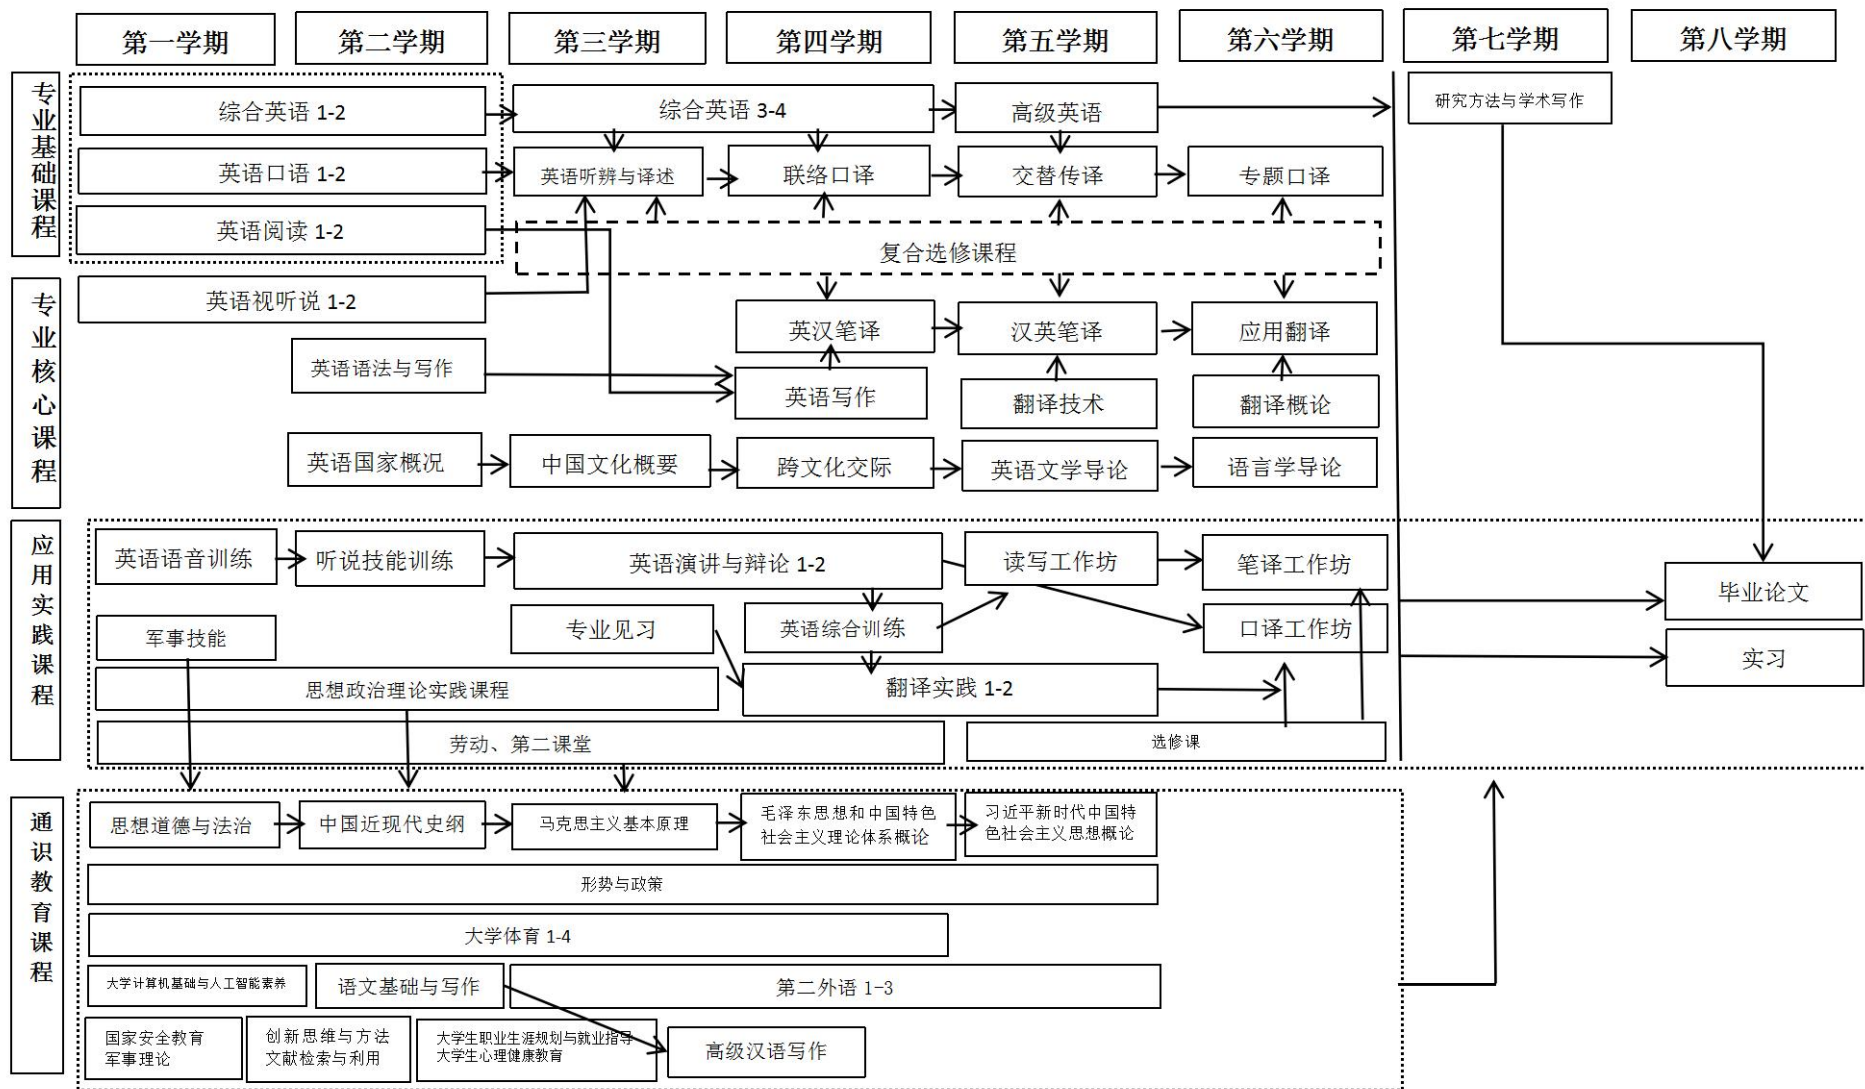 第一学期
第二学期
第三学期
第四学期
第五学期
第六学期
第七学期
第八学期
专业基础课程
综合英语 1-2
综合英语 3-4
高级英语
研究方法与学术写作
英语口语 1-2
英语听辨与译述
联络口译
交替传译
专题口译
英语阅读 1-2
复合选修课程
专业核心课程
英语视听说 1-2
英汉笔译
汉英笔译
应用翻译
英语语法与写作
英语写作
翻译技术
翻译概论
英语国家概况
中国文化概要
跨文化交际
英语文学导论
语言学导论
应用实践课程
英语语音训练
听说技能训练
英语演讲与辩论 1-2
读写工作坊
笔译工作坊
毕业论文
军事技能
专业见习
英语综合训练
口译工作坊
实习
思想政治理论实践课程
翻译实践 1-2
劳动、第二课堂
选修课
通识教育课程
思想道德与法治
中国近现代史纲
马克思主义基本原理
毛泽东思想和中国特色
社会主义理论体系概论
习近平新时代中国特
色社会主义思想概论
形势与政策
大学体育 1-4
大学计算机基础与人工智能素养
语文基础与写作
第二外语 1-3
国家安全教育
军事理论
创新思维与方法
文献检索与利用
大学生职业生涯规划与就业指导
大学生心理健康教育
高级汉语写作